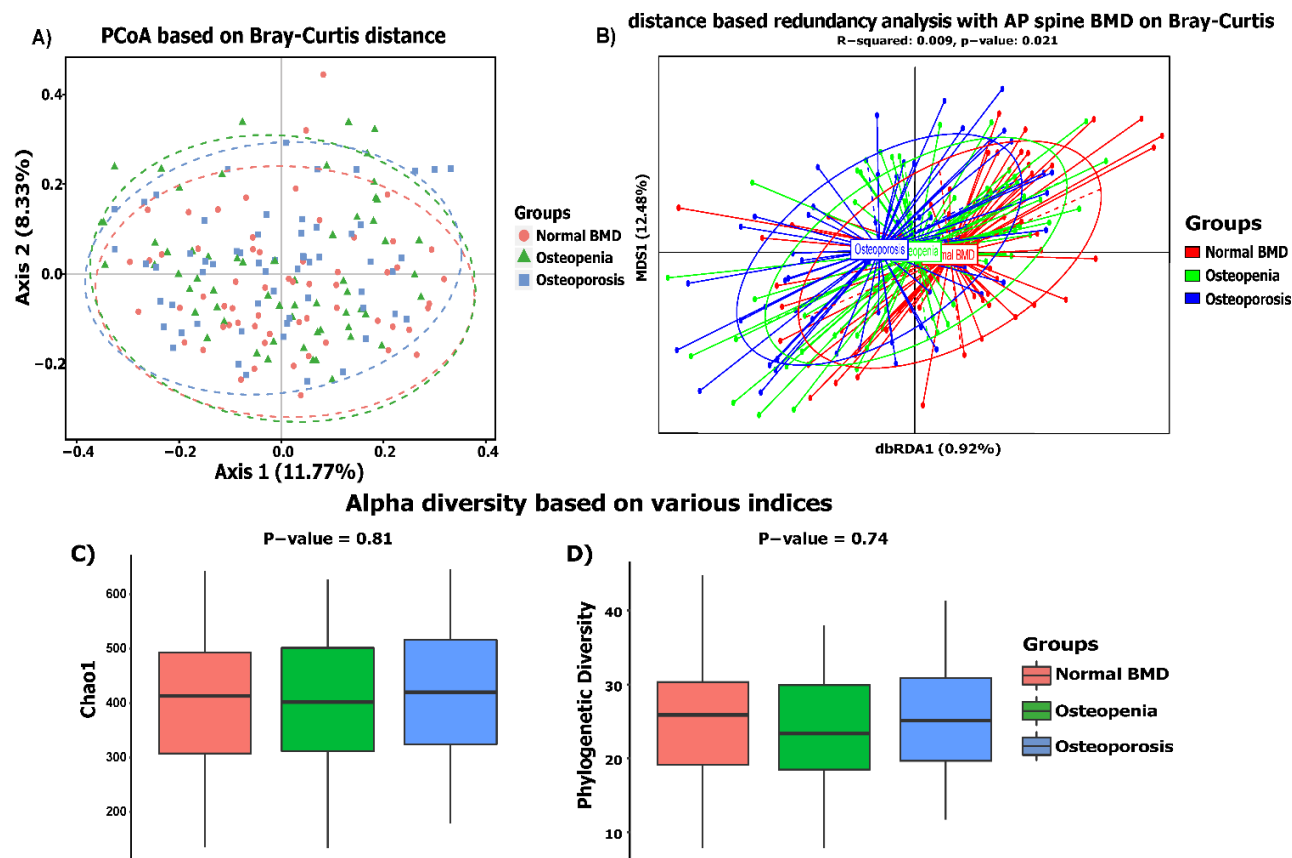 A)
PCoA based on Bray-Curtis distance
Axis 2 (8.33%)
0.4
0.2
0.0
−0.2
−0.4
−0.2
0.0
0.2
0.4
Axis 1 (11.77%)
Groups
Normal BMD
Osteopenia
Osteoporosis
B)
distance based redundancy analysis with AP spine BMD on Bray-Curtis
R−squared: 0.009, p-value: 0.021
MDS1 (12.48%)
Osteoporosis
openia
mal BMD
dbRDA1 (0.92%)
Groups
Normal BMD
Osteopenia
Osteoporosis
Alpha diversity based on various indices
C)
P−value = 0.81
Chao1
600
500
400
300
200
D)
P−value = 0.74
Phylogenetic Diversity
40
30
20
10
Groups
Normal BMD
Osteopenia
Osteoporosis